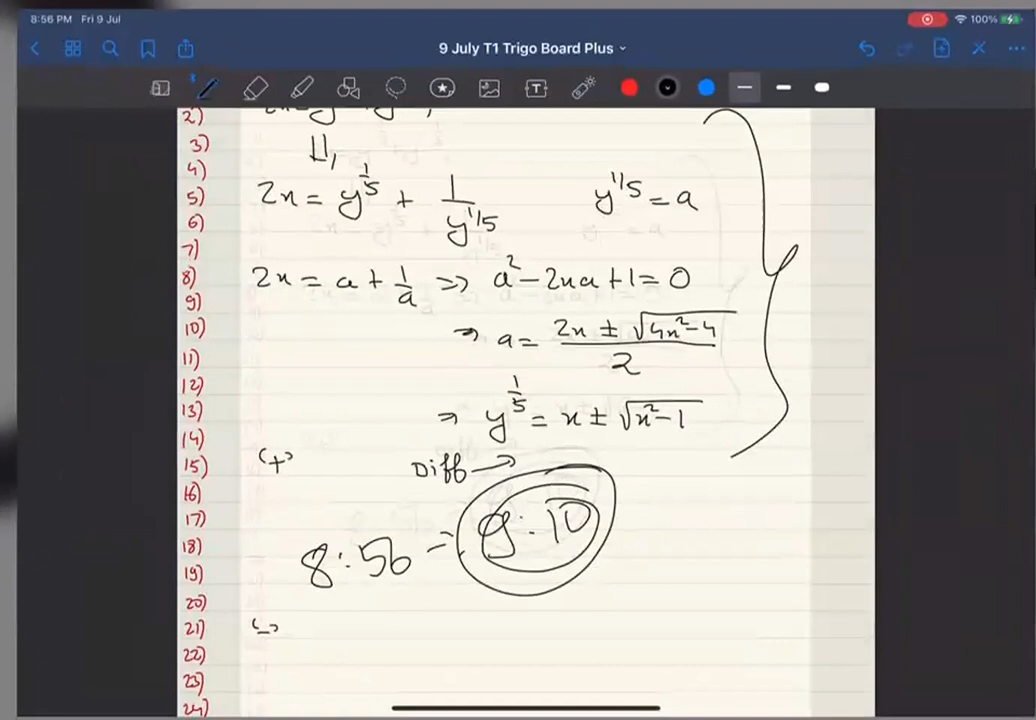 8:56 PM Fri 9 Jul 100%
9 July T1 Trigo Board Plus
2)
3)
4)
5) 2x = y^{1/5} + 1/y^{1/5} y^{1/5} = a
6)
7)
8) 2x = a + 1/a => a² - 2xa + 1 = 0
9)
10) => a = (2x ± √(4x² - 4))/2
11)
12)
13) => y^{1/5} = x ± √(x² - 1)
14)
15) (+) Diff →
16)
17)
18) 8:56 = 9:10
19)
20)
21) (-)
22)
23)
24)